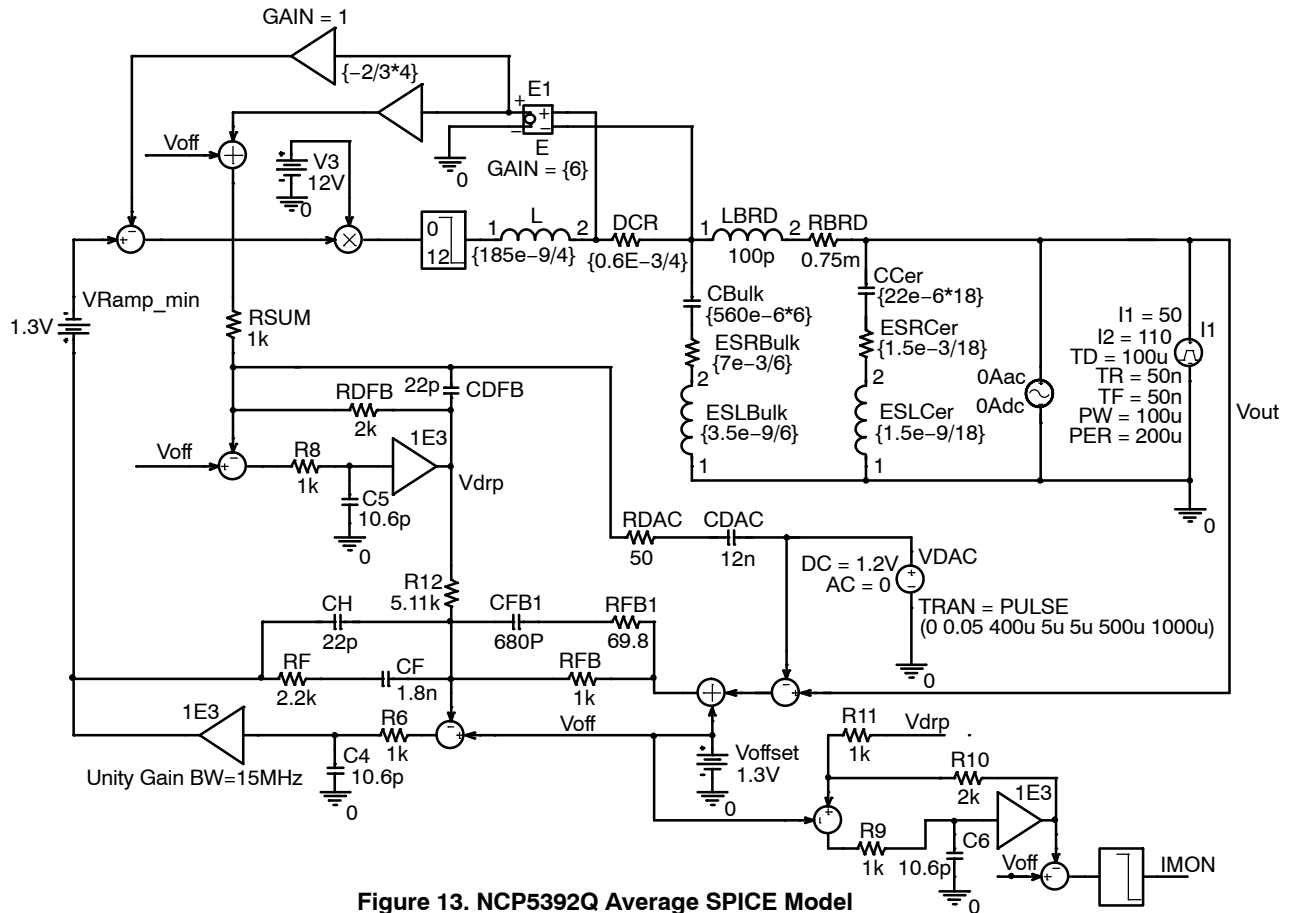 GAIN = 1
{−2/3*4}
E1
+
−
+
−
E
GAIN = {6}
0
Voff
+
V3
12V
0
+
−
×
0
12
L
1
2
{185e−9/4}
DCR
{0.6E−3/4}
LBRD
1
2
100p
RBRD
0.75m
VRamp_min
1.3V
RSUM
1k
CBulk
{560e−6*6}
ESRBulk
{7e−3/6}
2
ESLBulk
{3.5e−9/6}
1
CCer
{22e−6*18}
ESRCer
{1.5e−3/18}
2
ESLCer
{1.5e−9/18}
1
0Aac
0Adc
I1 = 50
I2 = 110
TD = 100u
TR = 50n
TF = 50n
PW = 100u
PER = 200u
I1
Vout
0
22p
CDFB
RDFB
2k
Voff
+
−
R8
1k
1E3
C5
10.6p
0
Vdrp
RDAC
50
CDAC
12n
DC = 1.2V
AC = 0
VDAC
+
−
TRAN = PULSE
(0 0.05 400u 5u 5u 500u 1000u)
0
R12
5.11k
CH
22p
CFB1
680P
RFB1
69.8
RF
2.2k
CF
1.8n
RFB
1k
1E3
Unity Gain BW=15MHz
R6
1k
C4
10.6p
0
−
+
Voff
+
−
+
Voffset
1.3V
0
R11
1k
Vdrp
R10
2k
+
R9
1k
1E3
C6
10.6p
0
Voff
+
−
IMON
Figure 13. NCP5392Q Average SPICE Model